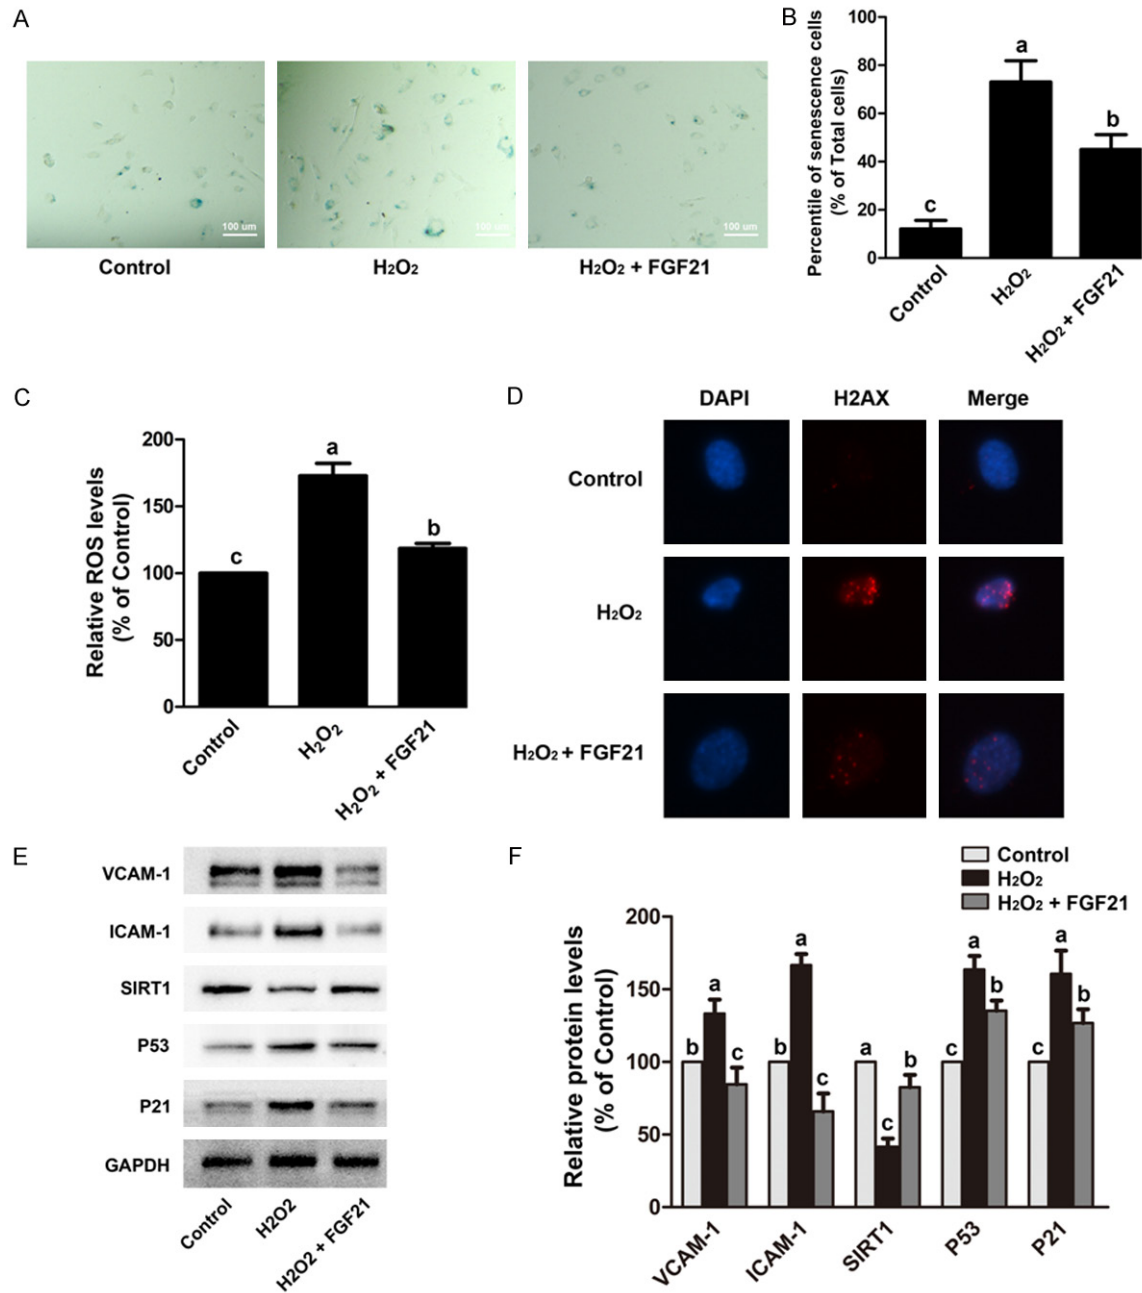 A
100 um
100 um
100 um
Control
H2O2
H2O2 + FGF21
B
Percentile of senescence cells
(% of Total cells)
100
80
60
40
20
0
c
a
b
Control
H2O2
H2O2 + FGF21
C
Relative ROS levels
(% of Control)
200
150
100
50
0
c
a
b
Control
H2O2
H2O2 + FGF21
D
DAPI
H2AX
Merge
Control
H2O2
H2O2 + FGF21
E
VCAM-1
ICAM-1
SIRT1
P53
P21
GAPDH
Control
H2O2
H2O2 + FGF21
F
Control
H2O2
H2O2 + FGF21
Relative protein levels
(% of Control)
200
150
100
50
0
b a c
b a c
a c b
c a b
c a b
VCAM-1
ICAM-1
SIRT1
P53
P21